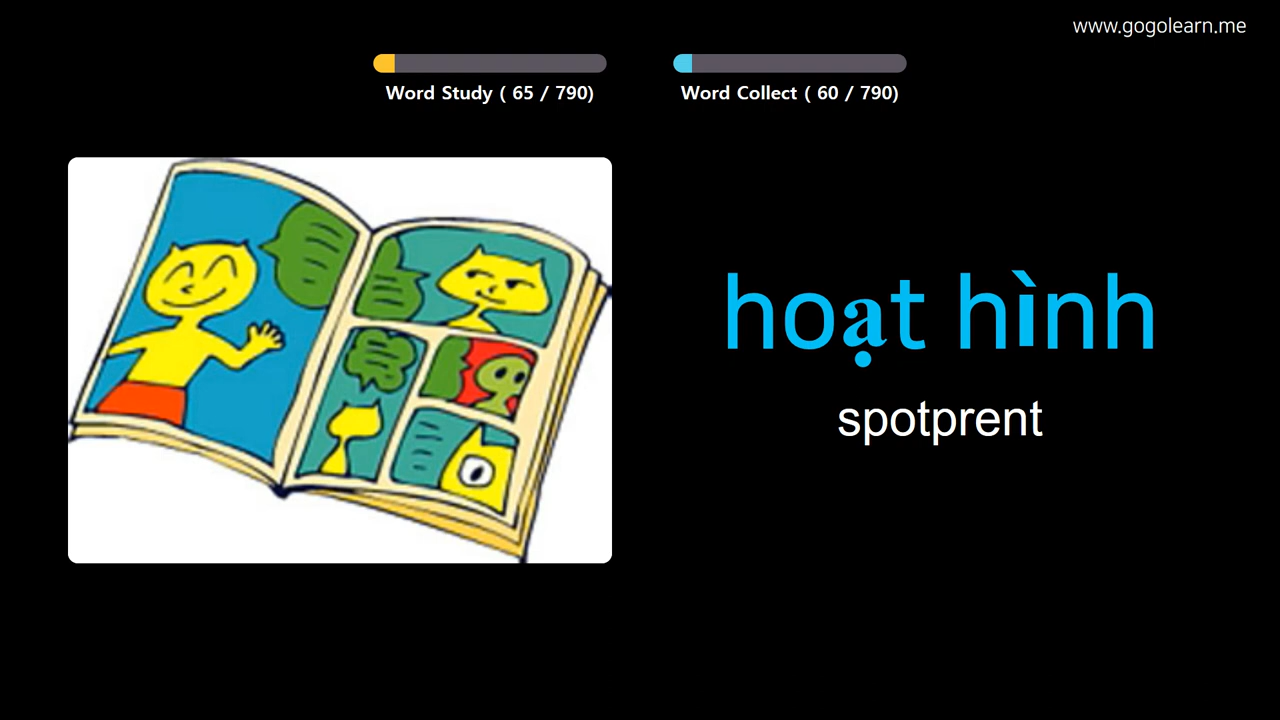 www.gogolearn.me
Word Study ( 65 / 790)
Word Collect ( 60 / 790)
hoạt hình
spotprent